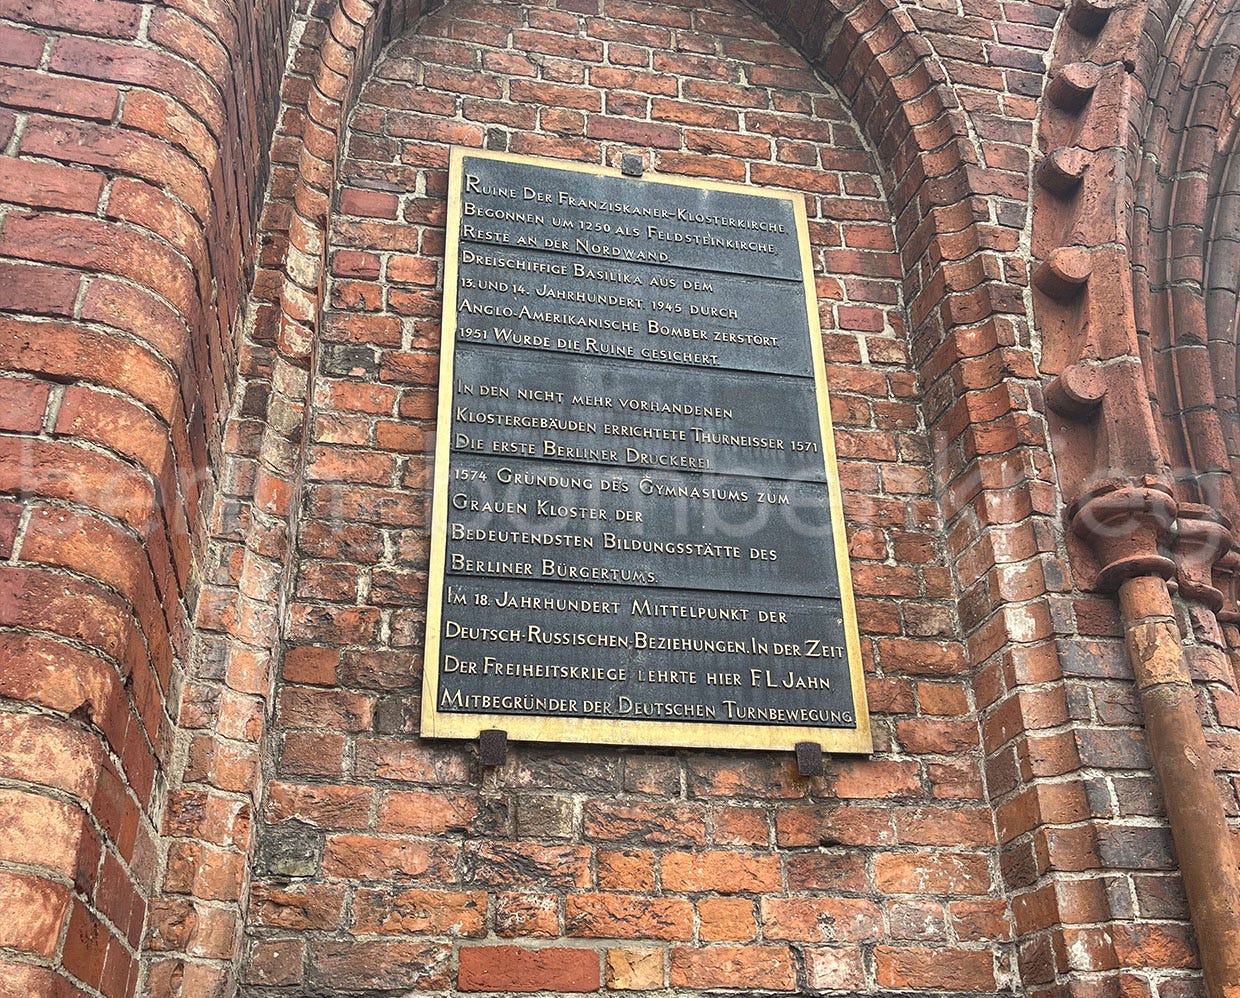 Ruine Der Franziskaner-Klosterkirche
Begonnen um 1250 als Feldsteinkirche,
Reste an der Nordwand.
Dreischiffige Basilika aus dem
13. und 14. Jahrhundert. 1945 durch
Anglo-Amerikanische Bomber zerstört.
1951 Wurde die Ruine gesichert.
In den nicht mehr vorhandenen
Klostergebäuden errichtete Thurneisser 1571
Die erste Berliner Druckerei.
1574 Gründung des Gymnasiums zum
Grauen Kloster, der
Bedeutendsten Bildungsstätte des
Berliner Bürgertums.
Im 18. Jahrhundert Mittelpunkt der
Deutsch-Russischen-Beziehungen. In der Zeit
Der Freiheitskriege lehrte hier F. L. Jahn,
Mitbegründer der Deutschen Turnbewegung